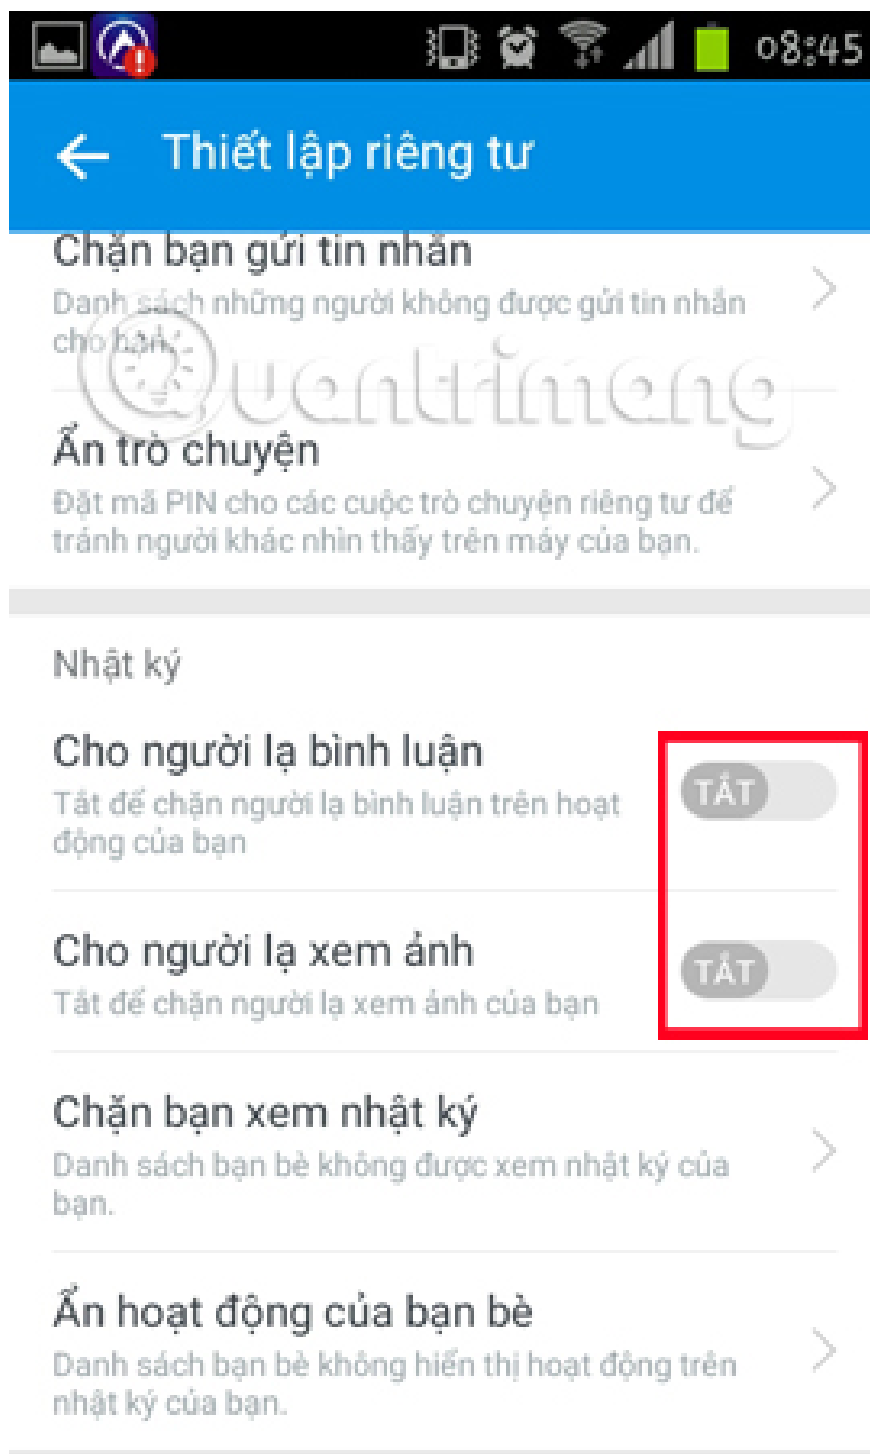 08:45
Thiết lập riêng tư
Chặn bạn gửi tin nhắn
Danh sách những người không được gửi tin nhắn
cho bạn.
Quantrimang
Ẩn trò chuyện
Đặt mã PIN cho các cuộc trò chuyện riêng tư để
tránh người khác nhìn thấy trên máy của bạn.
Nhật ký
Cho người lạ bình luận
TẮT
Tắt để chặn người lạ bình luận trên hoạt
động của bạn
Cho người lạ xem ảnh
TẮT
Tắt để chặn người lạ xem ảnh của bạn
Chặn bạn xem nhật ký
Danh sách bạn bè không được xem nhật ký của
bạn.
Ẩn hoạt động của bạn bè
Danh sách bạn bè không hiển thị hoạt động trên
nhật ký của bạn.